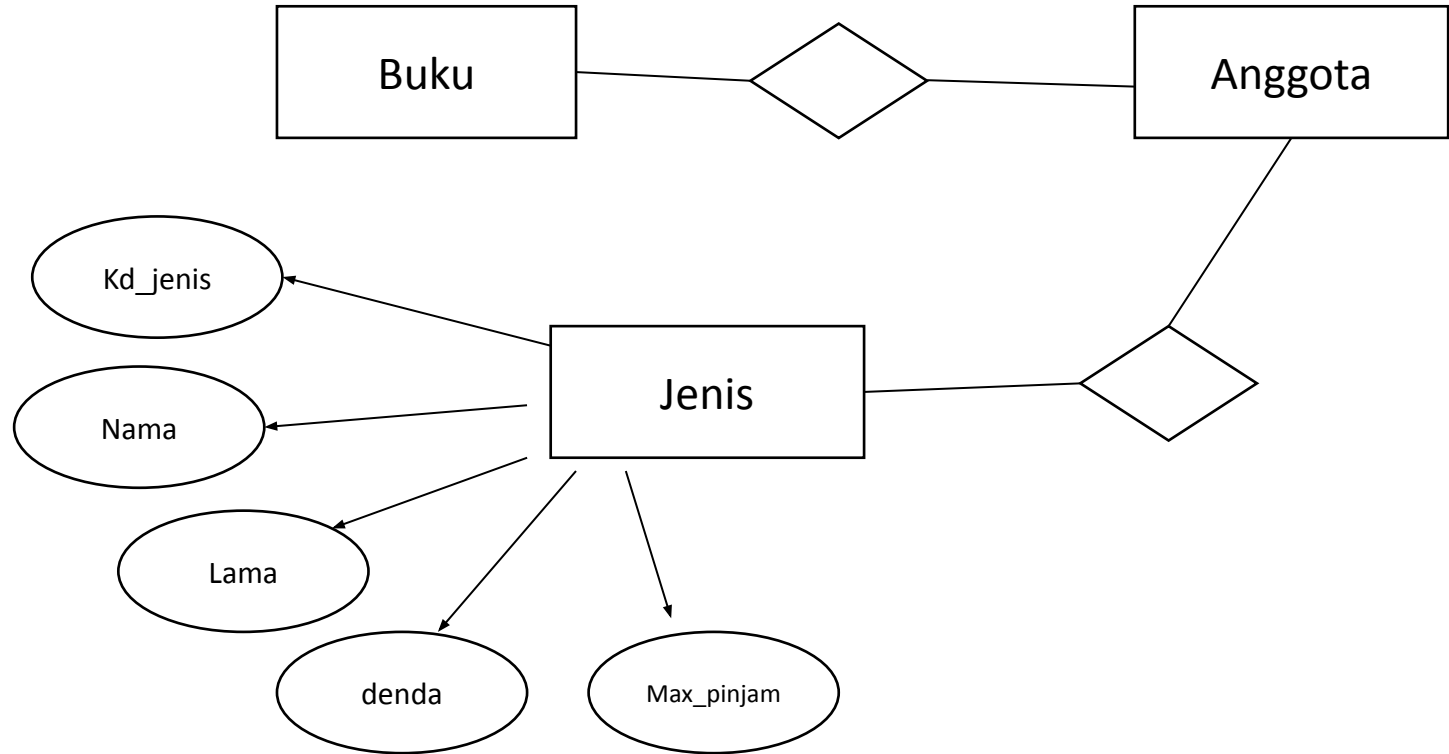 Buku
Anggota
Kd_jenis
Jenis
Nama
Lama
denda
Max_pinjam